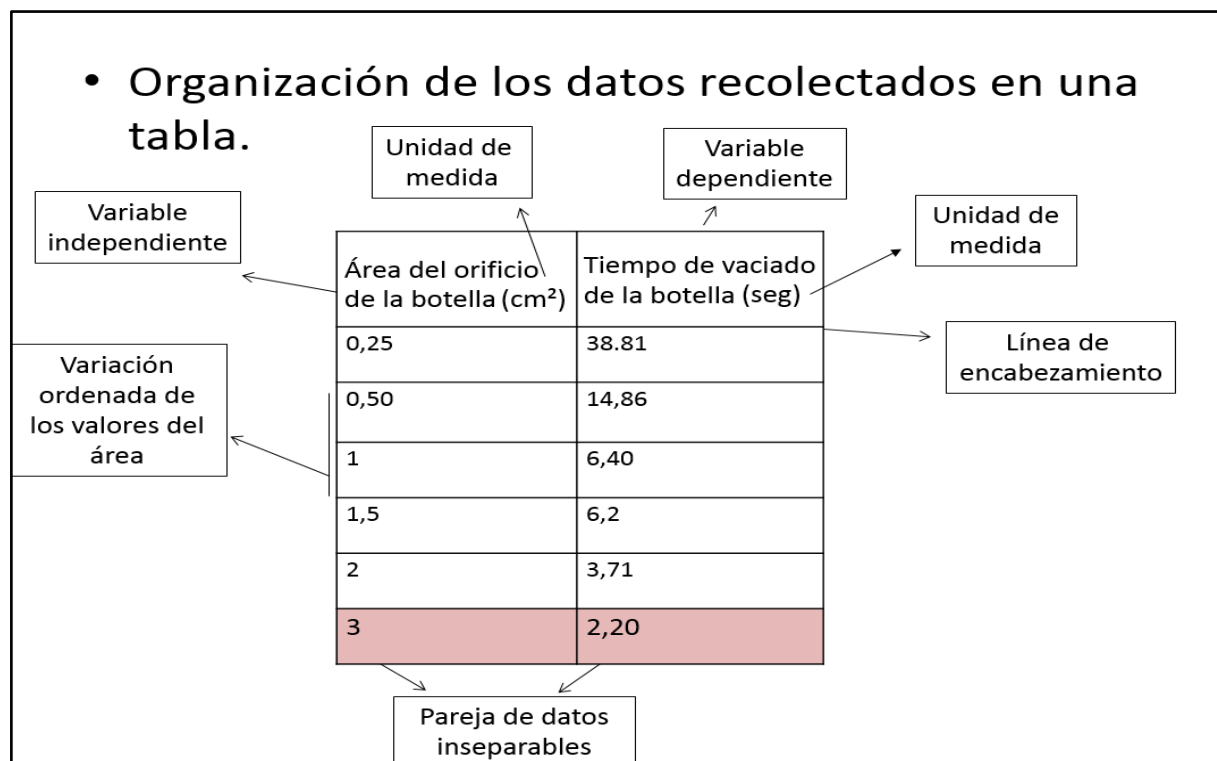 • Organización de los datos recolectados en una
tabla.
Unidad de
medida
Variable
dependiente
Variable
independiente
Unidad de
medida
Área del orificio
de la botella (cm²)
Tiempo de vaciado
de la botella (seg)
Línea de
encabezamiento
Variación
ordenada de
los valores del
área
0,25
38.81
0,50
14,86
1
6,40
1,5
6,2
2
3,71
3
2,20
Pareja de datos
inseparables